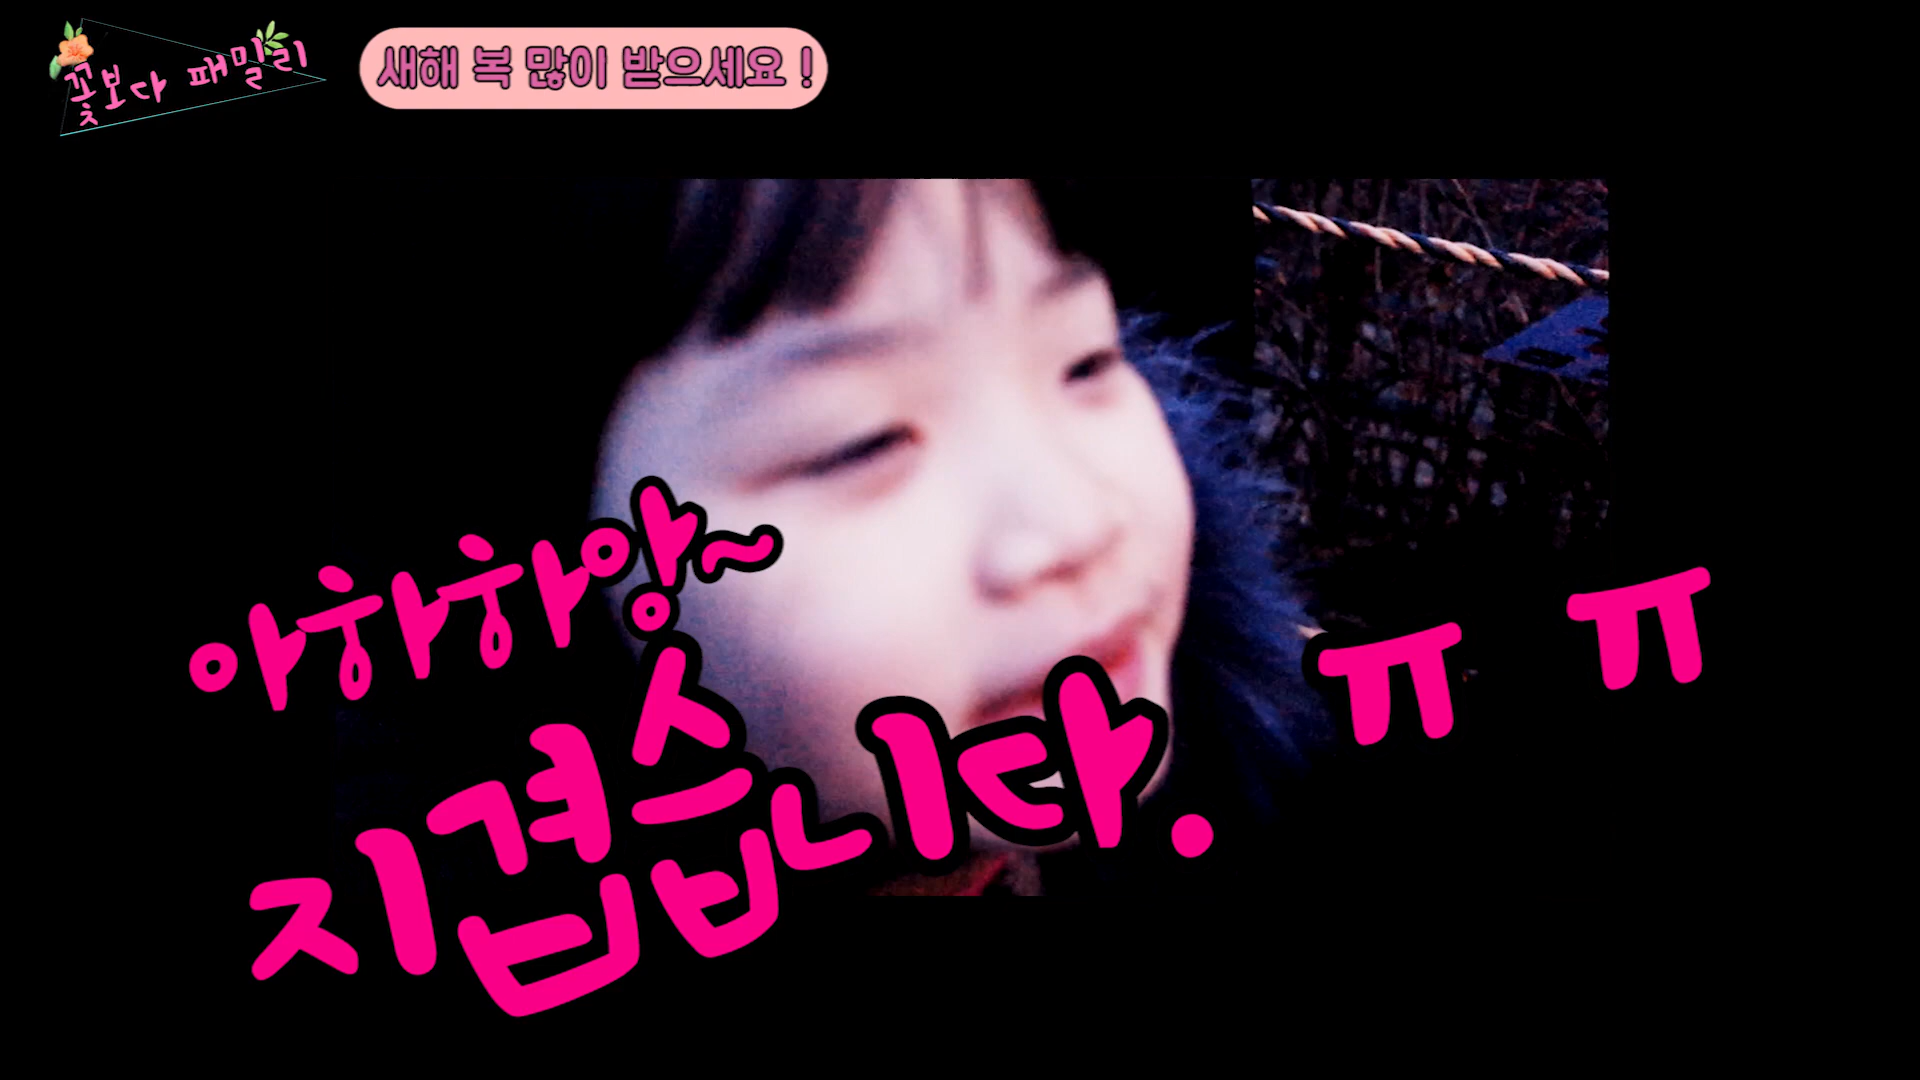 꽃보다 패밀리
새해 복 많이 받으세요 !
아하하앙~
지겹습니다. ㅠ ㅠ